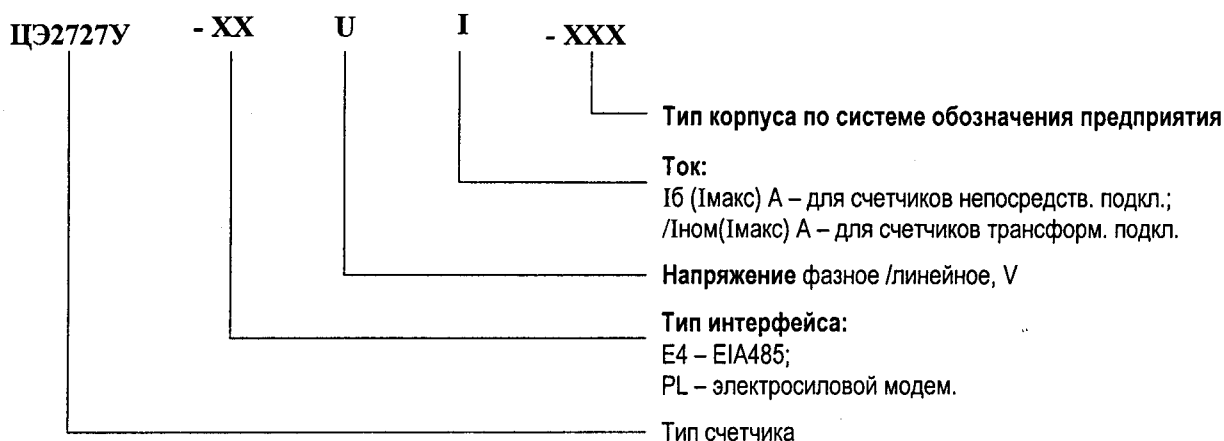 ЦЭ2727У - XX U I - XXX
Тип корпуса по системе обозначения предприятия
Ток:
Iб (Iмакс) А – для счетчиков непосредств. подкл.;
/Iном(Iмакс) А – для счетчиков трансформ. подкл.
Напряжение фазное /линейное, V
Тип интерфейса:
E4 – EIA485;
PL – электросиловой модем.
Тип счетчика